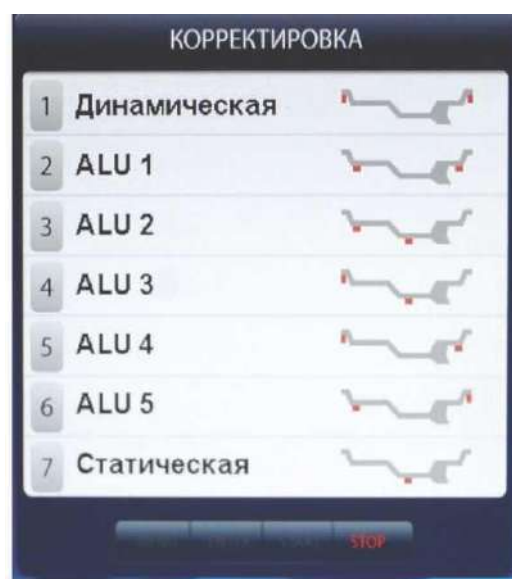 КОРРЕКТИРОВКА
1 Динамическая
2 ALU 1
3 ALU 2
4 ALU 3
5 ALU 4
6 ALU 5
7 Статическая
STOP